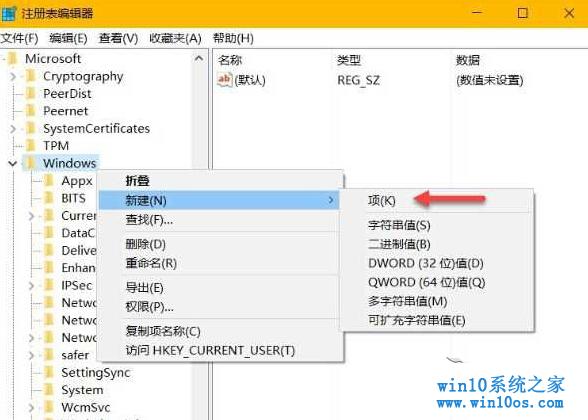 注册表编辑器
文件(F) 编辑(E) 查看(V) 收藏夹(A) 帮助(H)
Microsoft
Cryptography
PeerDist
Peernet
SystemCertificates
TPM
Windows
Appx
BITS
Current
DataC
Deliver
Enhan
IPSec
Netwo
Netwo
Netwo
safer
SettingSync
System
WcmSvc
名称 类型 数据
ab (默认) REG_SZ (数值未设置)
折叠
新建(N)
查找(F)...
删除(D)
重命名(R)
导出(E)
权限(P)...
复制项名称(C)
访问 HKEY_CURRENT_USER(T)
项(K)
字符串值(S)
二进制值(B)
DWORD (32 位)值(D)
QWORD (64 位)值(Q)
多字符串值(M)
可扩充字符串值(E)
win10系统之家
www.win10os.com